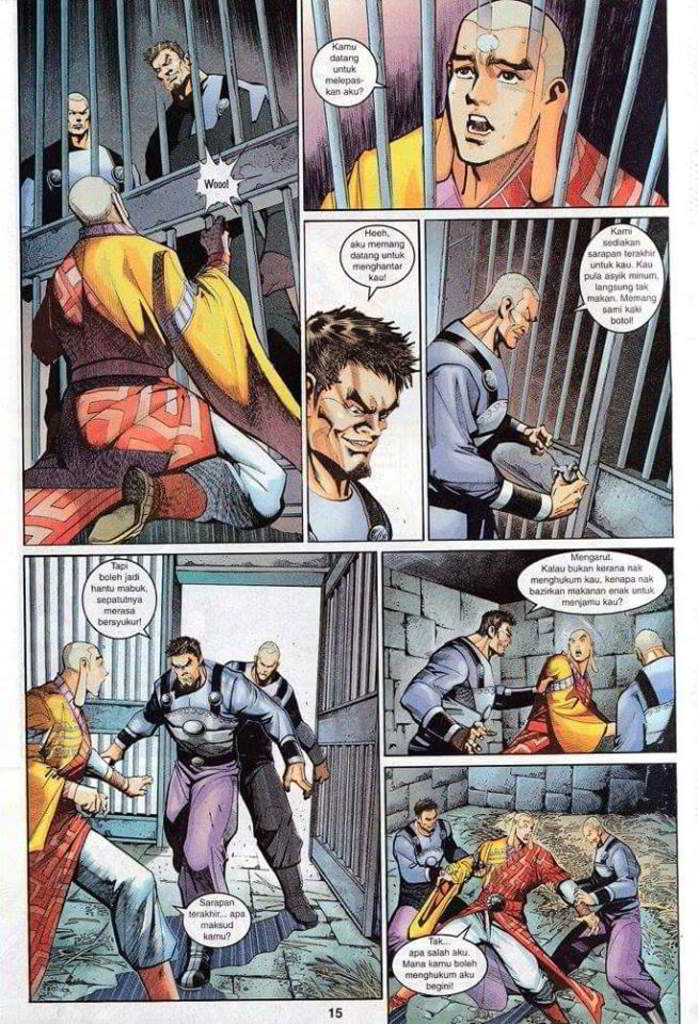 Wooo!
Kamu
datang
untuk
melepas-
kan aku?
Heeh,
aku memang
datang untuk
menghantar
kau!
Kami
sediakan
sarapan terakhir
untuk kau. Kau
pula asyik minum,
langsung tak
makan. Memang
sami kaki
botol!
Tapi
boleh jadi
hantu mabuk,
sepatutnya
merasa
bersyukur!
Sarapan
terakhir... apa
maksud
kamu?
Mengarut.
Kalau bukan kerana nak
menghukum kau, kenapa nak
bazirkan makanan enak untuk
menjamu kau?
Tak...
apa salah aku.
Mana kamu boleh
menghukum aku
begini!
15